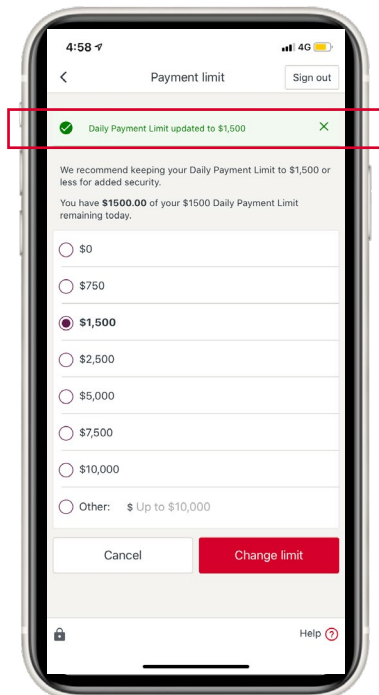 4:58 4G
Payment limit Sign out
Daily Payment Limit updated to $1,500
We recommend keeping your Daily Payment Limit to $1,500 or
less for added security.
You have $1500.00 of your $1500 Daily Payment Limit
remaining today.
$0
$750
$1,500
$2,500
$5,000
$7,500
$10,000
Other: $ Up to $10,000
Cancel Change limit
Help ?